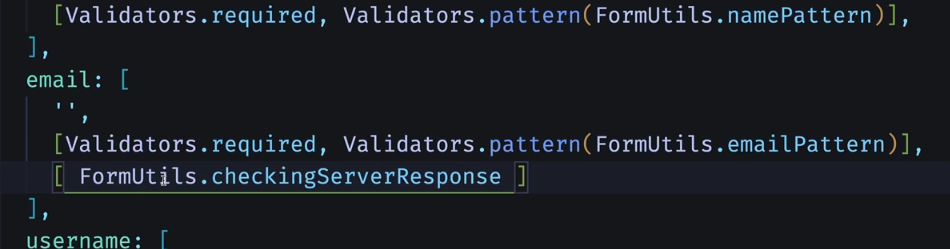 [Validators.required, Validators.pattern(FormUtils.namePattern)],
],
email: [
'',
[Validators.required, Validators.pattern(FormUtils.emailPattern)],
[ FormUtils.checkingServerResponse ]
],
username: [